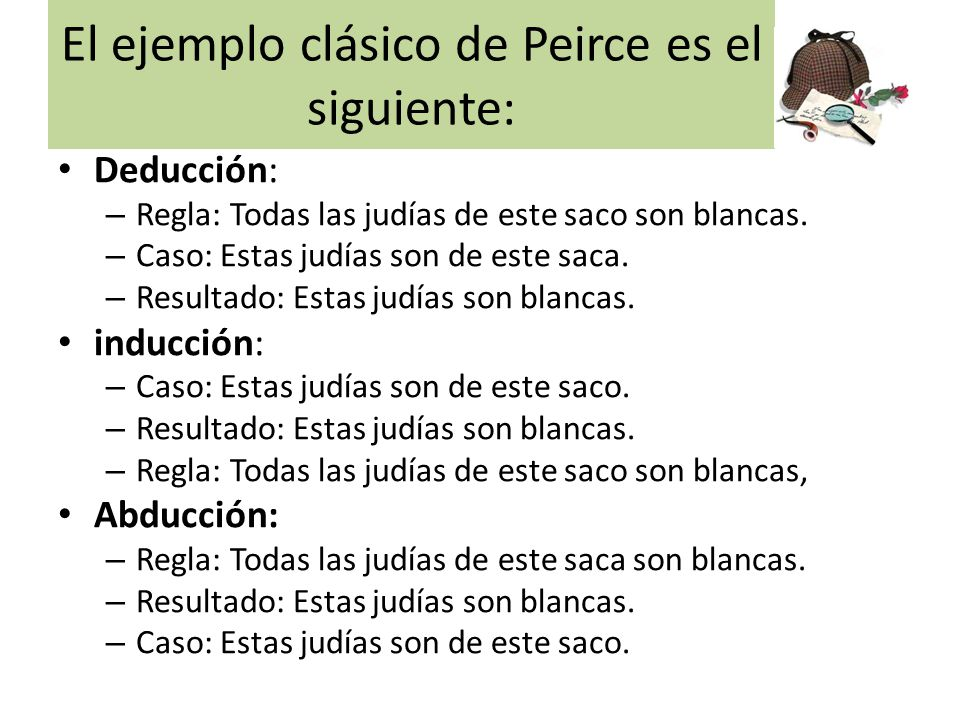 El ejemplo clásico de Peirce es el
siguiente:
• Deducción:
– Regla: Todas las judías de este saco son blancas.
– Caso: Estas judías son de este saca.
– Resultado: Estas judías son blancas.
• inducción:
– Caso: Estas judías son de este saco.
– Resultado: Estas judías son blancas.
– Regla: Todas las judías de este saco son blancas,
• Abducción:
– Regla: Todas las judías de este saca son blancas.
– Resultado: Estas judías son blancas.
– Caso: Estas judías son de este saco.